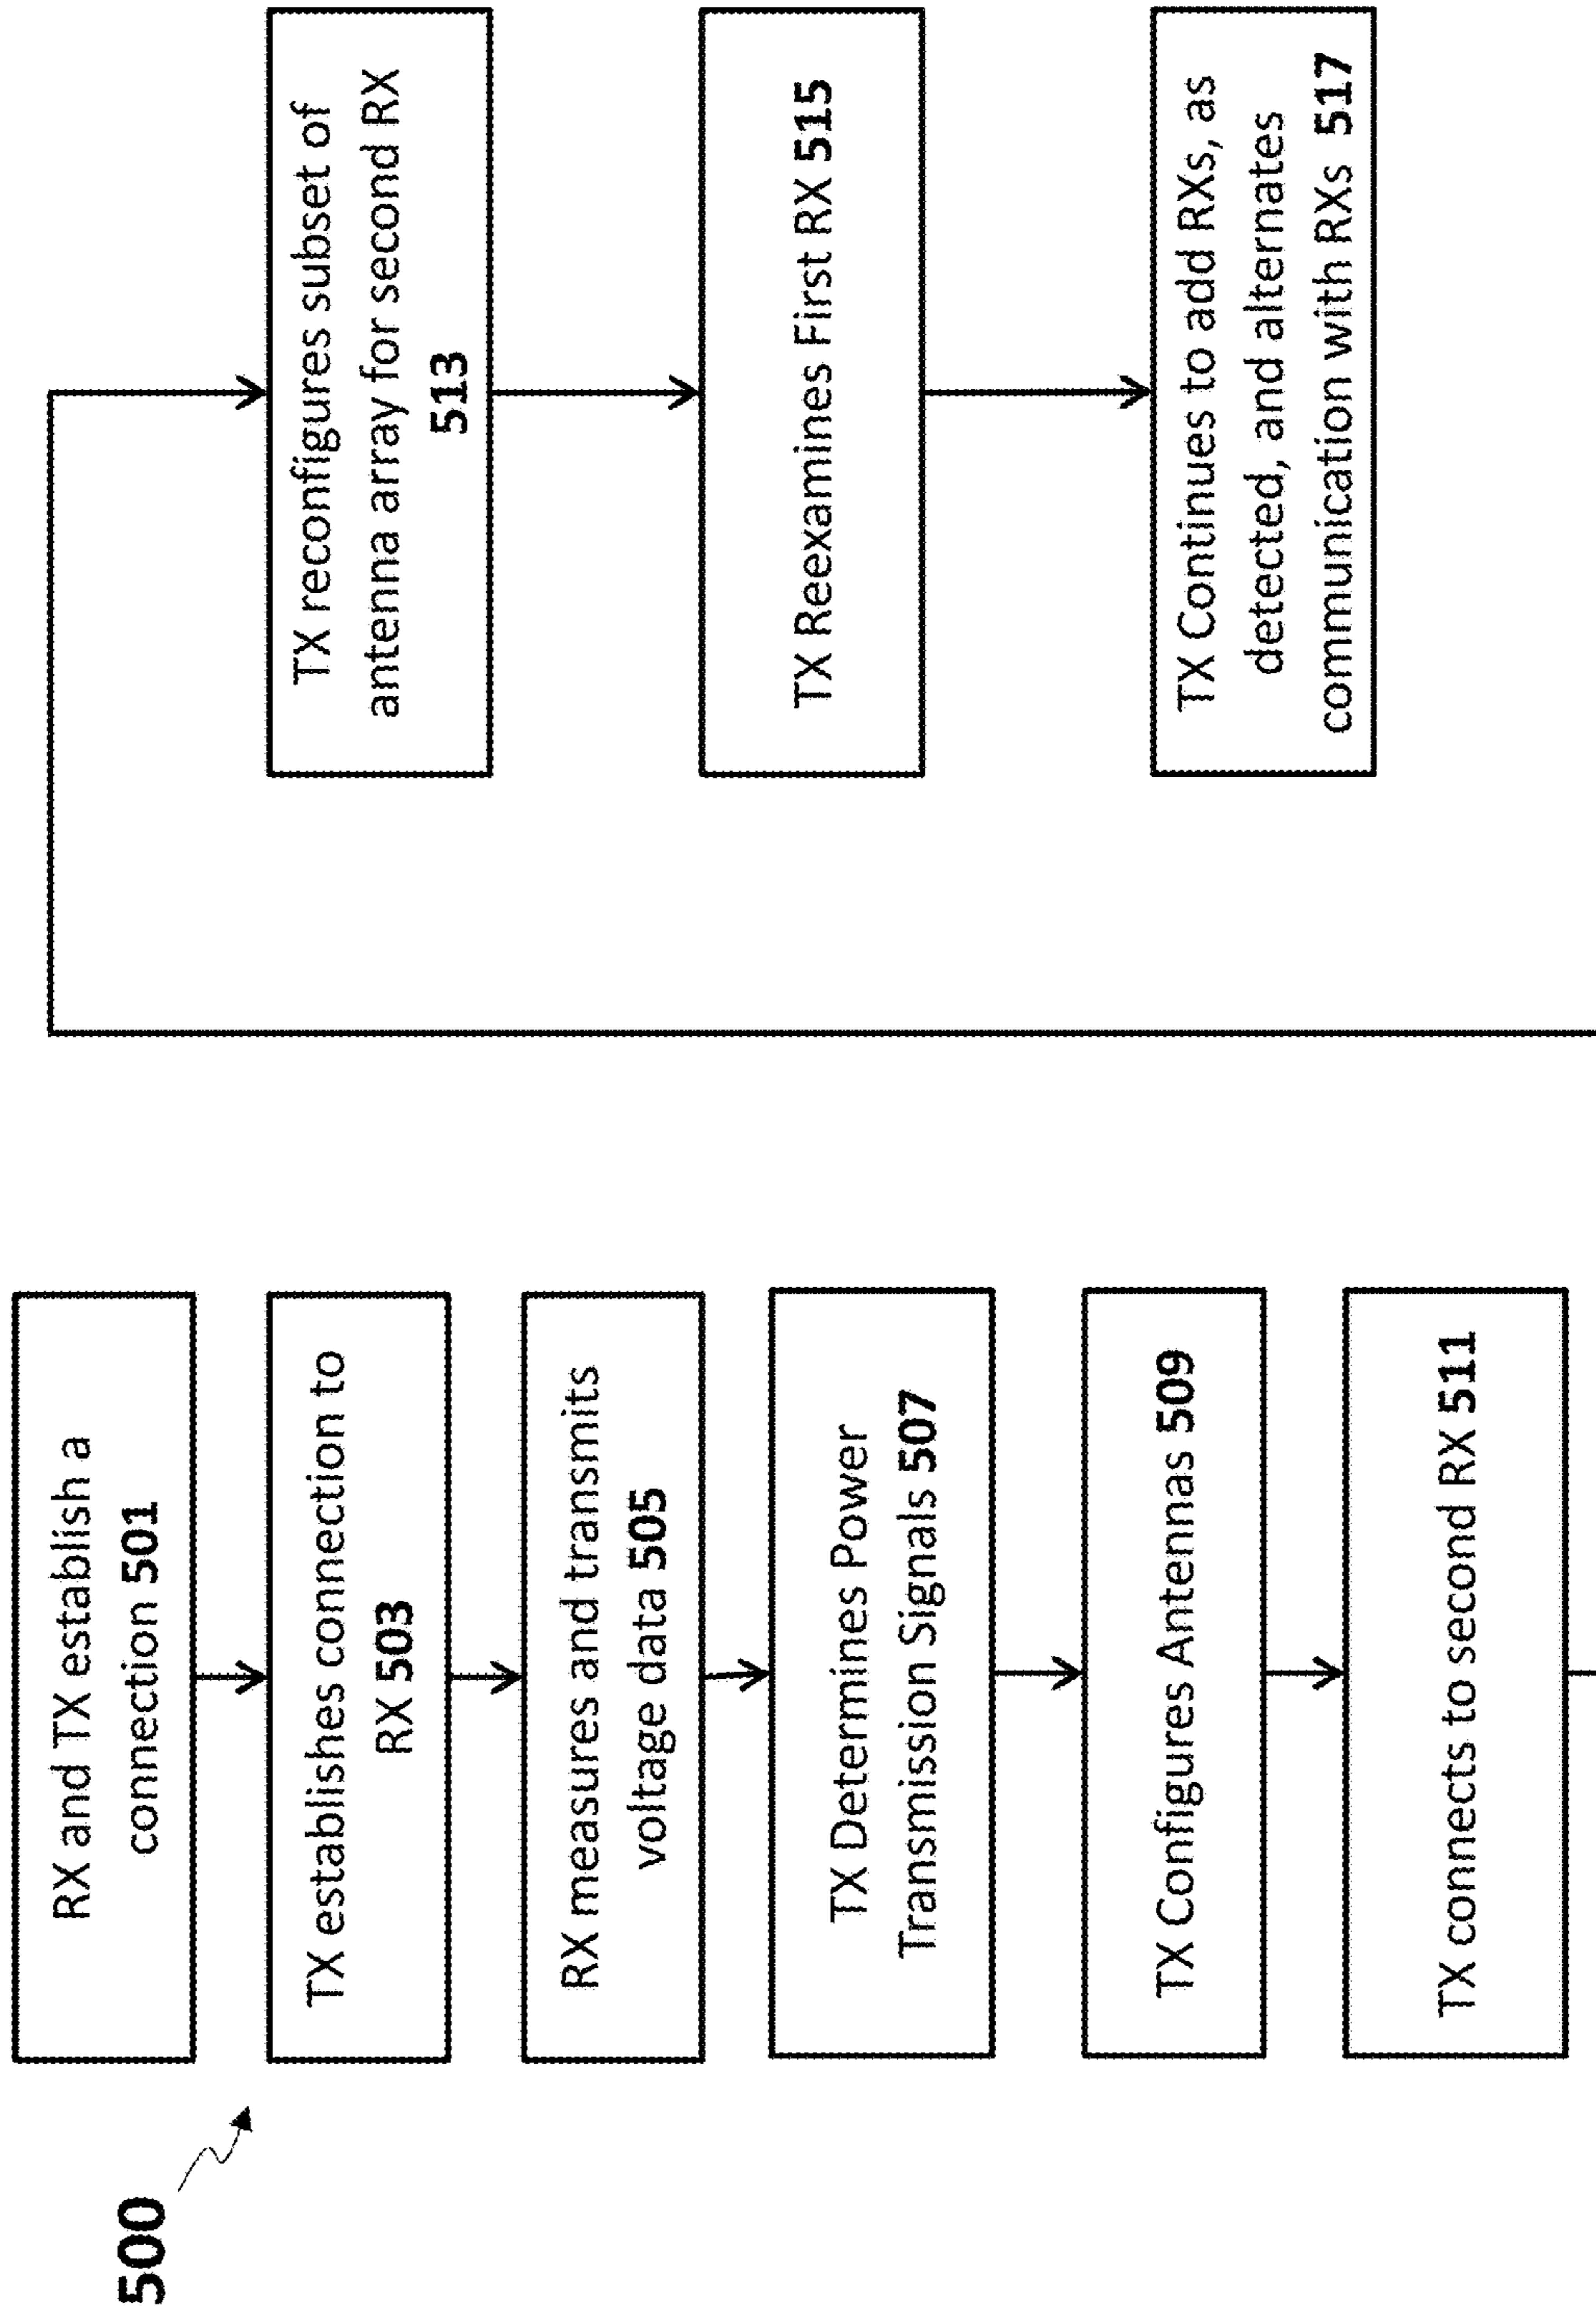 500
RX and TX establish a
connection 501
TX establishes connection to
RX 503
RX measures and transmits
voltage data 505
TX Determines Power
Transmission Signals 507
TX Configures Antennas 509
TX connects to second RX 511
TX reconfigures subset of
antenna array for second RX
513
TX Reexamines First RX 515
TX Continues to add RXs, as
detected, and alternates
communication with RXs 517